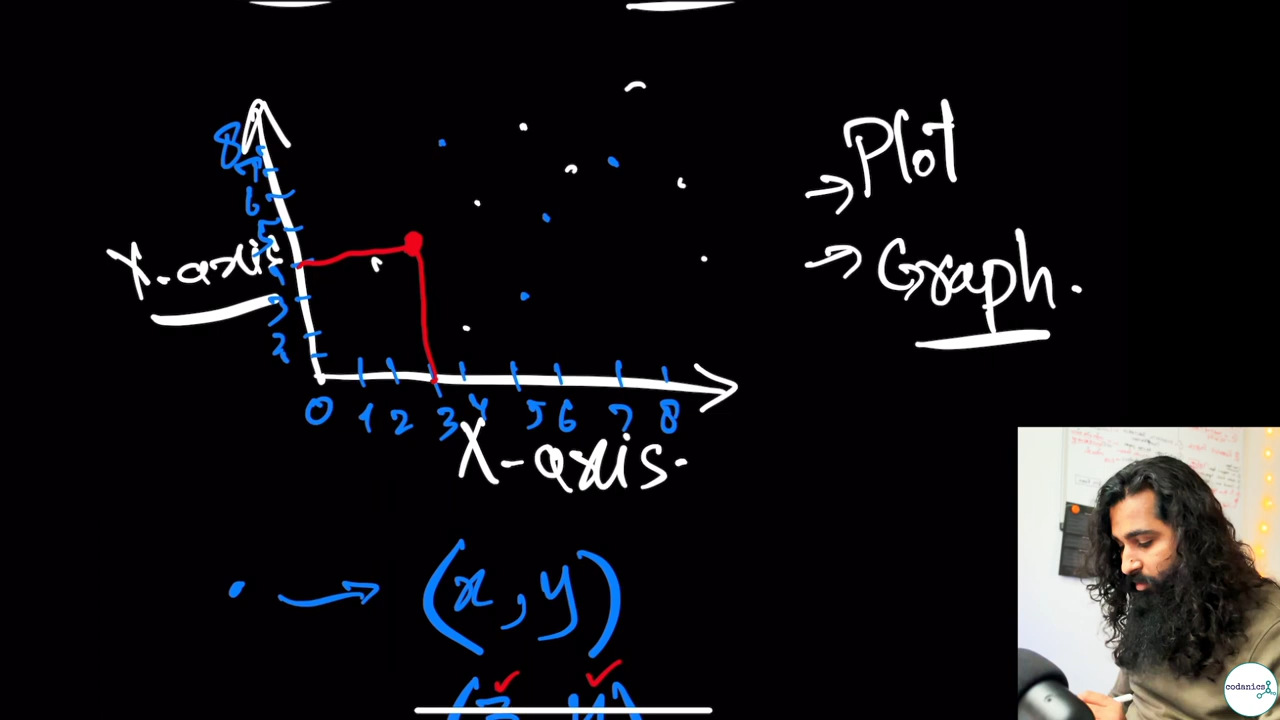 8
7
6
5
Y-axis
4
3
2
0 1 2 3 4 5 6 7 8
X-axis.
→ Plot
→ Graph.
• → (x, y)
codanics